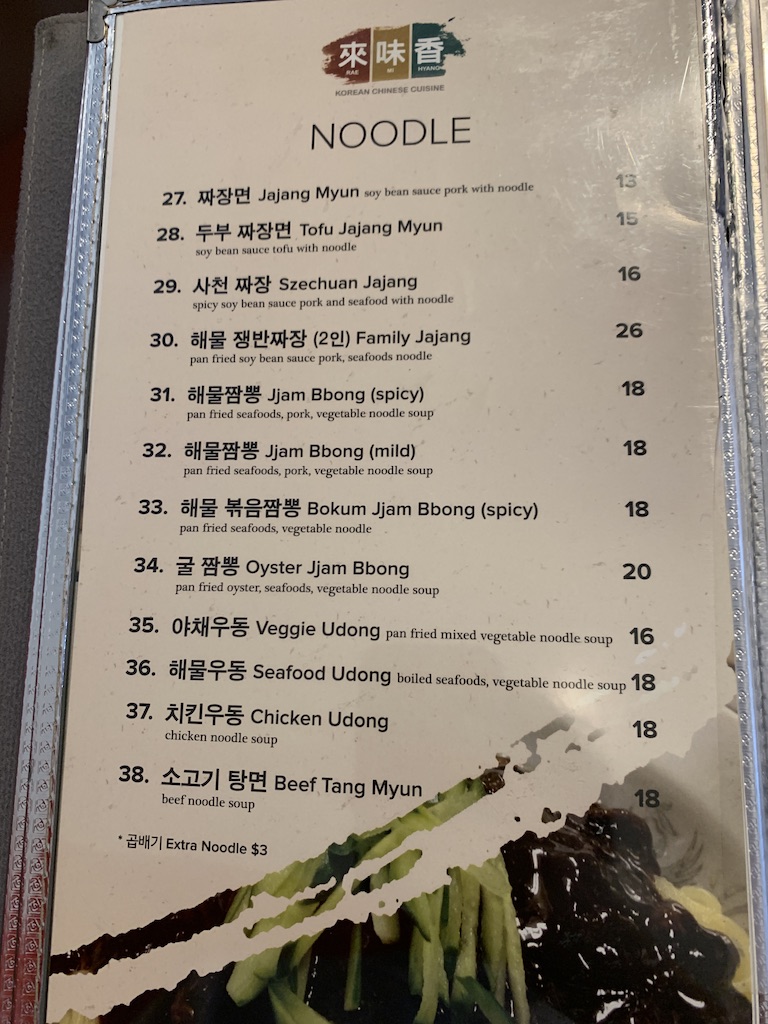 來味香
RAE MI HYANG
KOREAN CHINESE CUISINE
NOODLE
27. 짜장면 Jajang Myun soy bean sauce pork with noodle 13
28. 두부 짜장면 Tofu Jajang Myun 15
soy bean sauce tofu with noodle
29. 사천 짜장 Szechuan Jajang 16
spicy soy bean sauce pork and seafood with noodle
30. 해물 쟁반짜장 (2인) Family Jajang 26
pan fried soy bean sauce pork, seafoods noodle
31. 해물짬뽕 Jjam Bbong (spicy) 18
pan fried seafoods, pork, vegetable noodle soup
32. 해물짬뽕 Jjam Bbong (mild) 18
pan fried seafoods, pork, vegetable noodle soup
33. 해물 볶음짬뽕 Bokum Jjam Bbong (spicy) 18
pan fried seafoods, vegetable noodle
34. 굴 짬뽕 Oyster Jjam Bbong 20
pan fried oyster, seafoods, vegetable noodle soup
35. 야채우동 Veggie Udong pan fried mixed vegetable noodle soup 16
36. 해물우동 Seafood Udong boiled seafoods, vegetable noodle soup 18
37. 치킨우동 Chicken Udong 18
chicken noodle soup
38. 소고기 탕면 Beef Tang Myun 18
beef noodle soup
* 곱배기 Extra Noodle $3